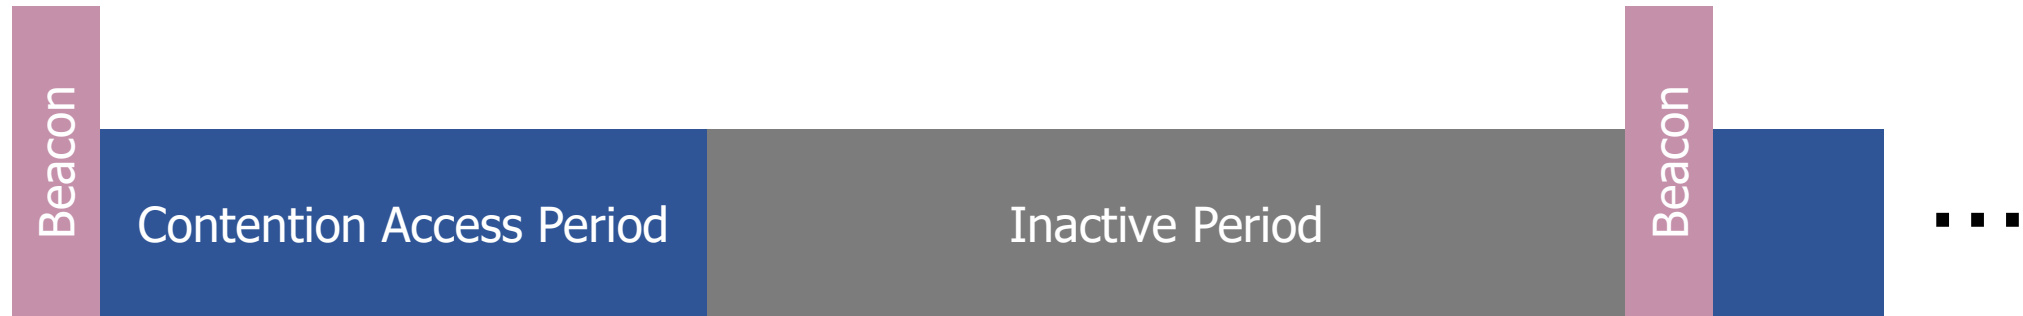 Beacon
Contention Access Period
Inactive Period
Beacon
...